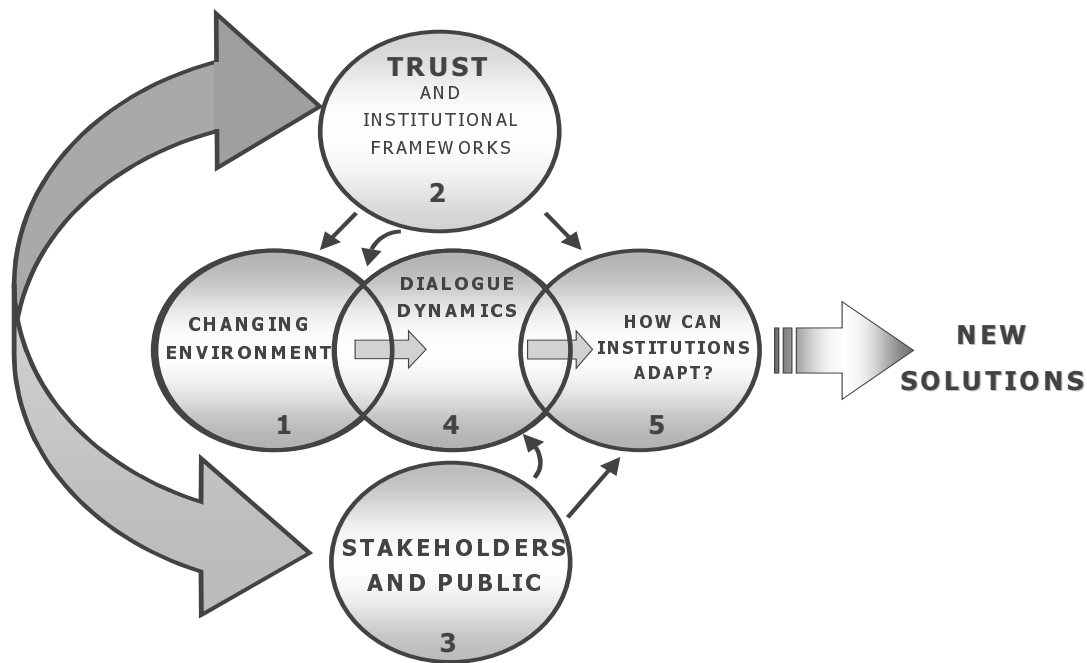 TRUST
AND
INSTITUTIONAL
FRAMEWORKS
2
CHANGING
ENVIRONMENT
1
DIALOGUE
DYNAMICS
4
HOW CAN
INSTITUTIONS
ADAPT?
5
NEW
SOLUTIONS
STAKEHOLDERS
AND PUBLIC
3